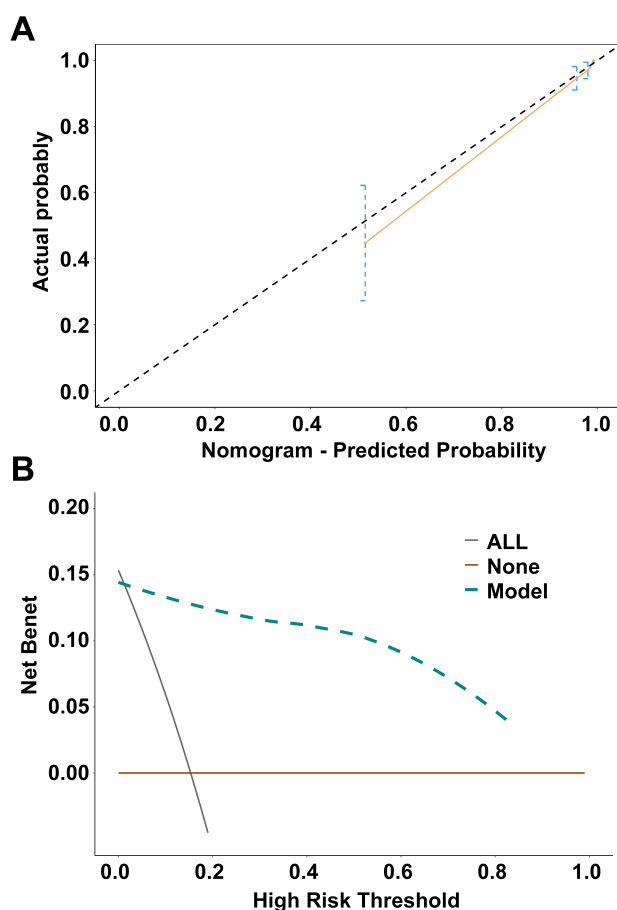 A
1.0
0.8
0.6
0.4
0.2
0.0
Actual probably
0.0 0.2 0.4 0.6 0.8 1.0
Nomogram - Predicted Probability
B
0.20
0.15
0.10
0.05
0.00
Net Benet
ALL
None
Model
0.0 0.2 0.4 0.6 0.8 1.0
High Risk Threshold